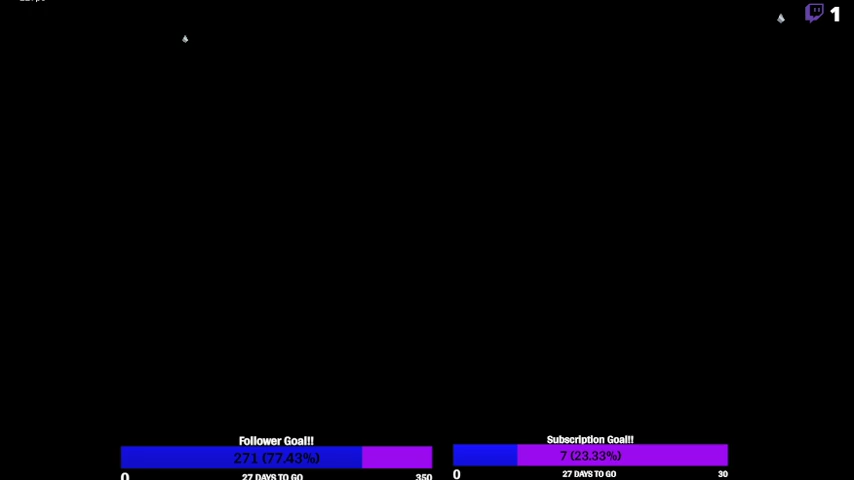 1
Follower Goal!!
271 (77.43%)
0 27 DAYS TO GO 350
Subscription Goal!!
7 (23.33%)
0 27 DAYS TO GO 30